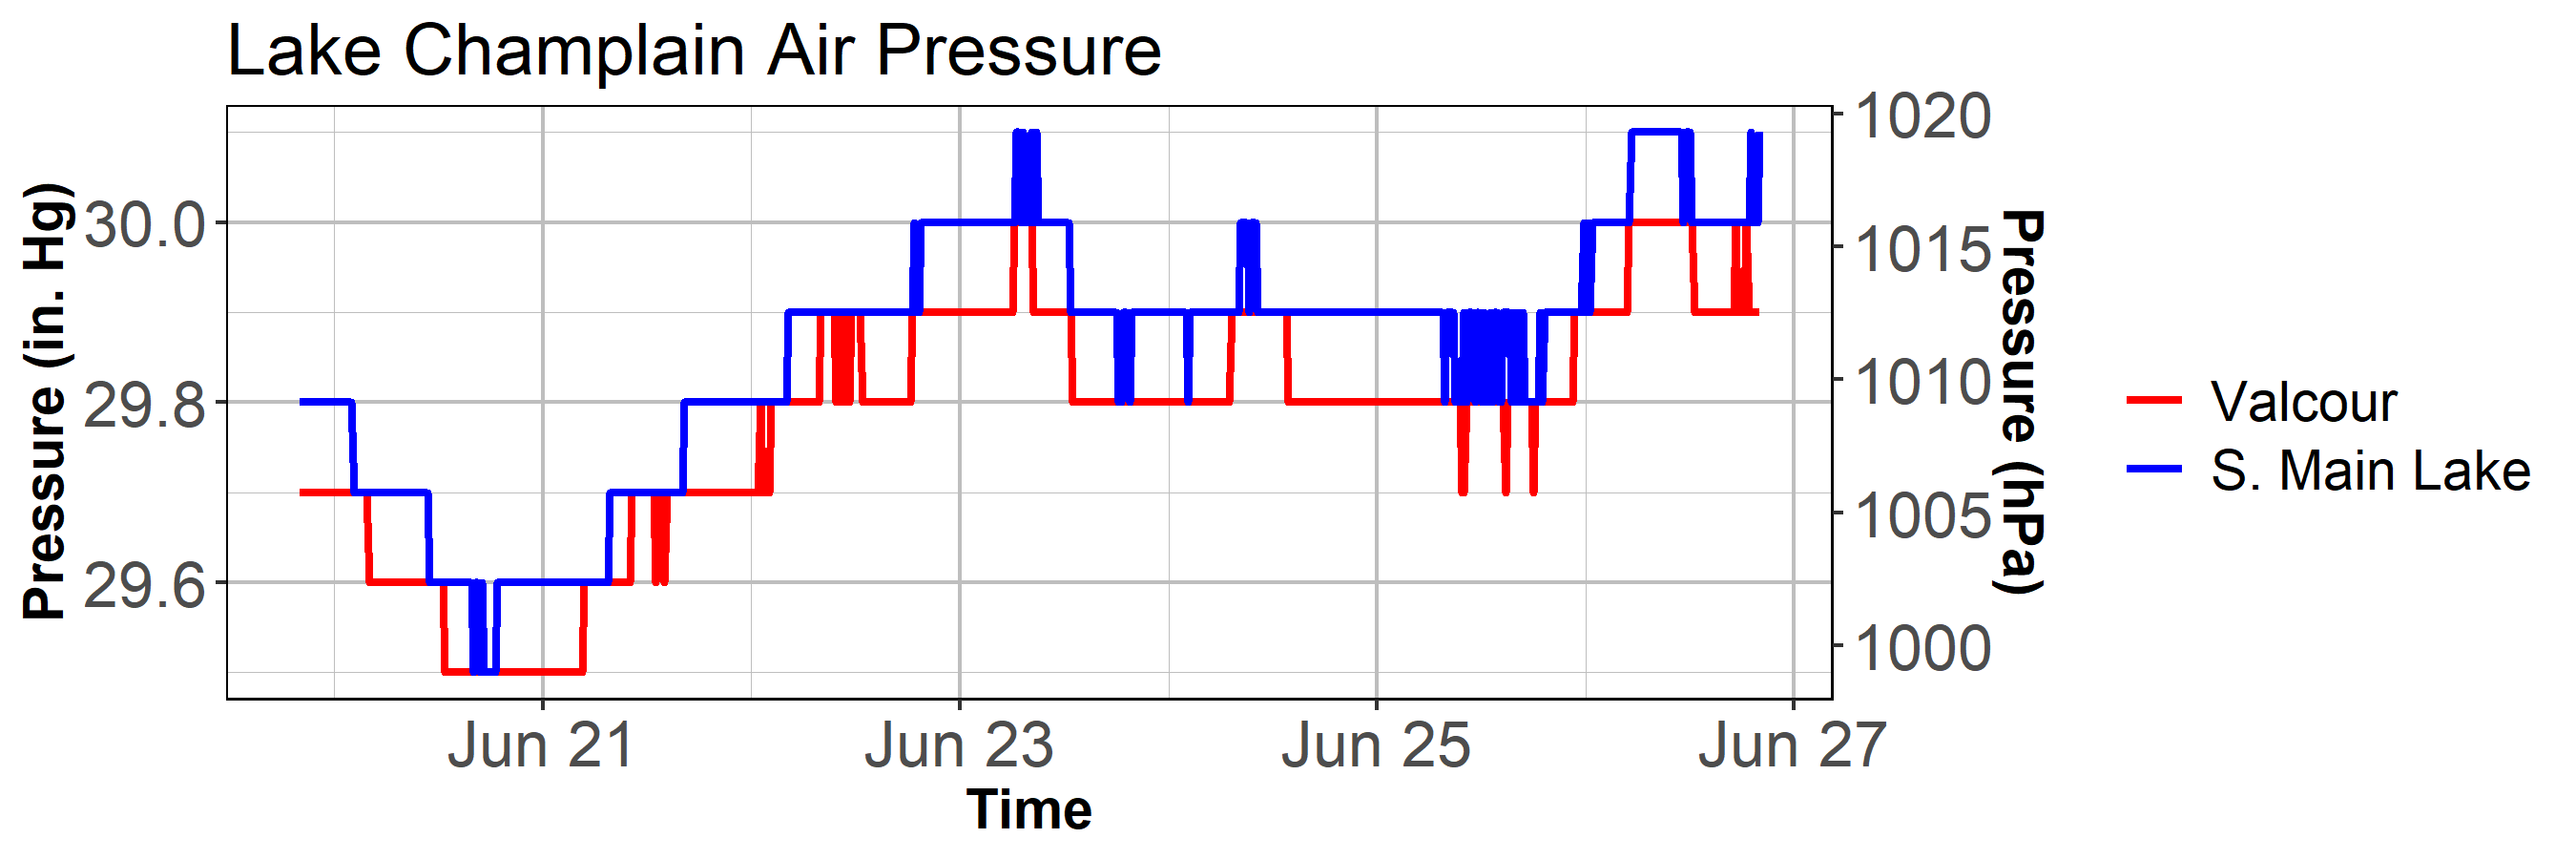 Lake Champlain Air Pressure
Pressure (in. Hg)
30.0
29.8
29.6
1020
1015
1010
1005
1000
Pressure (hPa)
Jun 21
Jun 23
Jun 25
Jun 27
Time
Valcour
S. Main Lake